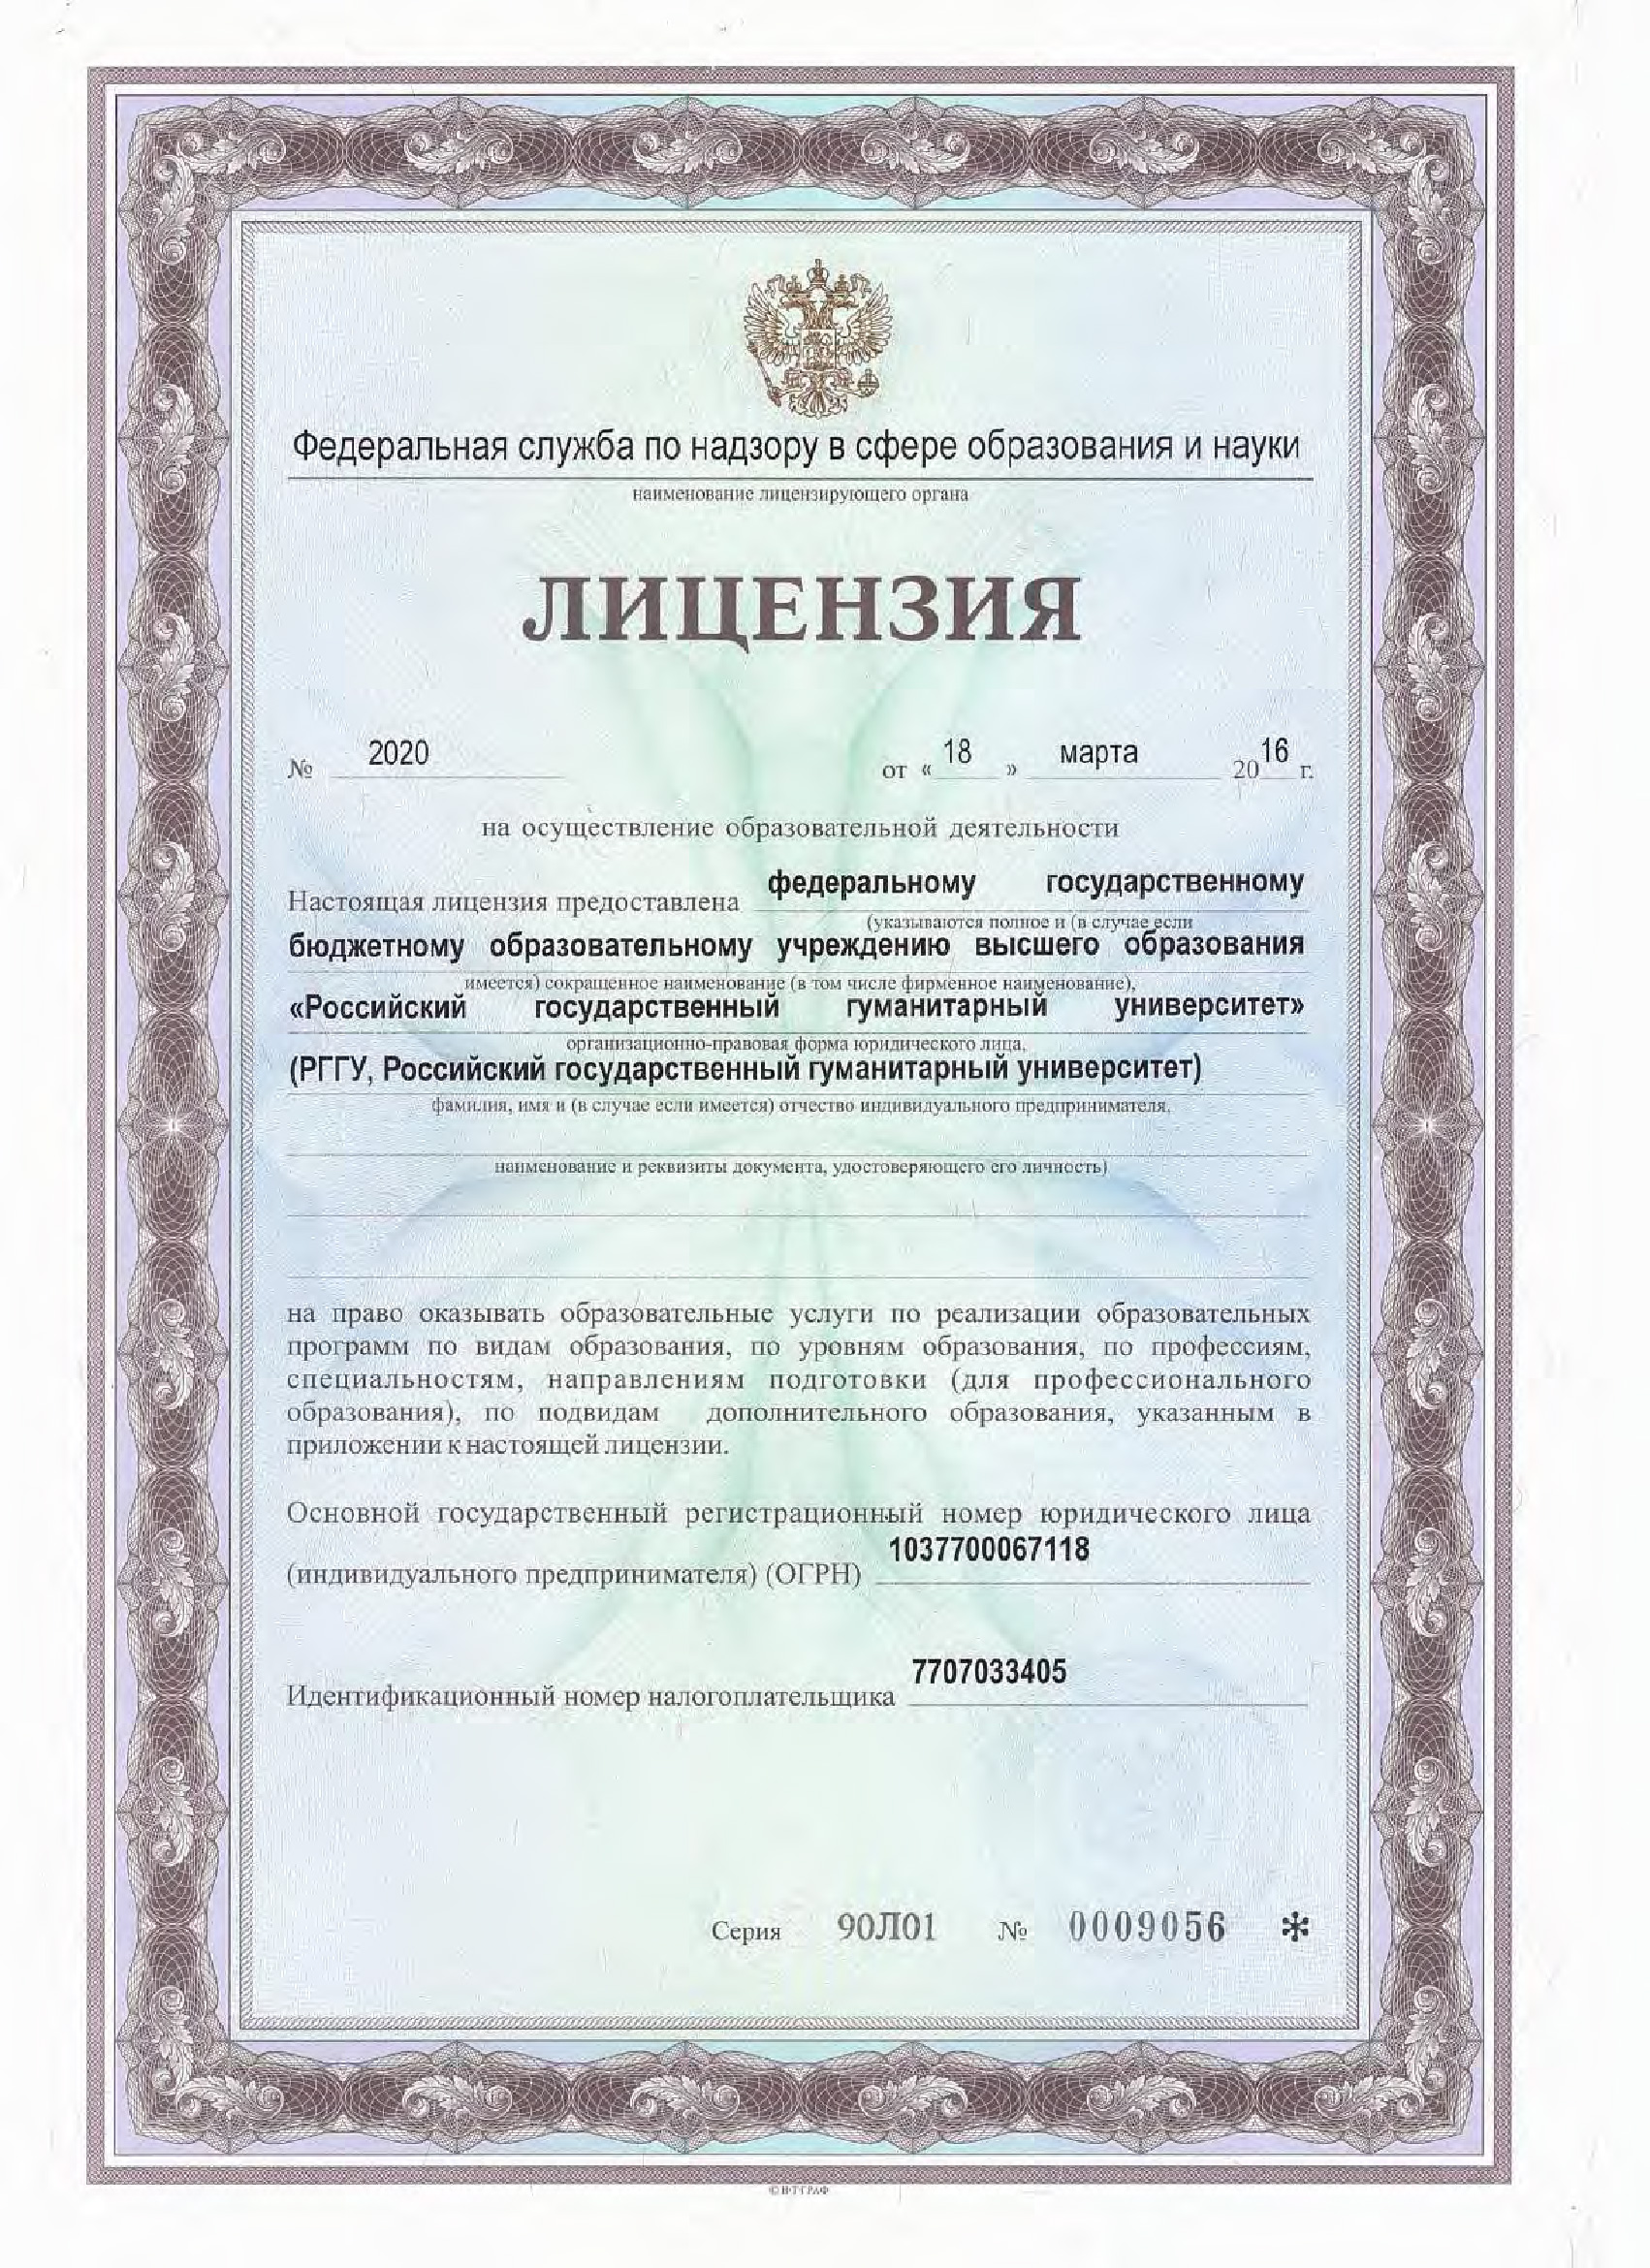 Федеральная служба по надзору в сфере образования и науки
наименование лицензирующего органа
ЛИЦЕНЗИЯ
№ 2020 от « 18 » марта 2016 г.
на осуществление образовательной деятельности
Настоящая лицензия предоставлена федеральному государственному
(указываются полное и (в случае если
бюджетному образовательному учреждению высшего образования
имеется) сокращенное наименование (в том числе фирменное наименование),
«Российский государственный гуманитарный университет»
организационно-правовая форма юридического лица,
(РГГУ, Российский государственный гуманитарный университет)
фамилия, имя и (в случае если имеется) отчество индивидуального предпринимателя,
наименование и реквизиты документа, удостоверяющего его личность)
на право оказывать образовательные услуги по реализации образовательных
программ по видам образования, по уровням образования, по профессиям,
специальностям, направлениям подготовки (для профессионального
образования), по подвидам дополнительного образования, указанным в
приложении к настоящей лицензии.
Основной государственный регистрационный номер юридического лица
(индивидуального предпринимателя) (ОГРН) 1037700067118
Идентификационный номер налогоплательщика 7707033405
Серия 90Л01 № 0009056 *